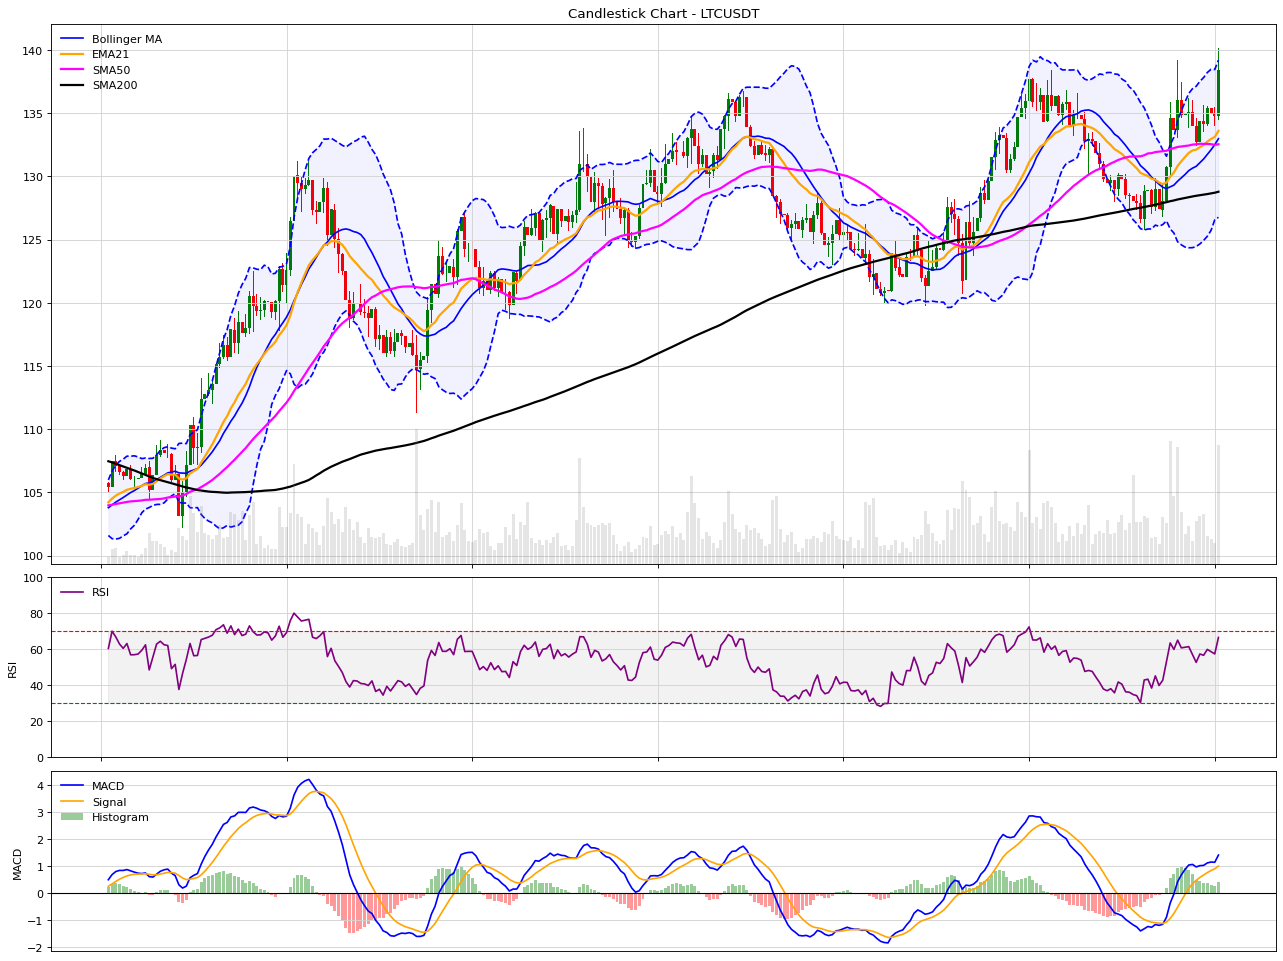 Candlestick Chart - LTCUSDT
Bollinger MA
EMA21
SMA50
SMA200
140
135
130
125
120
115
110
105
100
100
80
60
40
20
0
RSI
RSI
4
3
2
1
0
−1
−2
MACD
MACD
Signal
Histogram